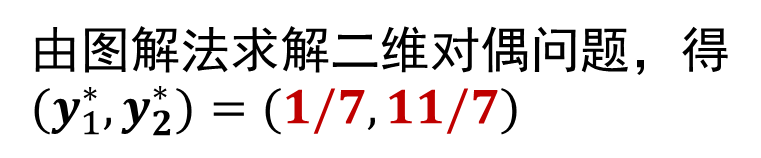 由图解法求解二维对偶问题，得
(y₁*, y₂*) = (1/7, 11/7)